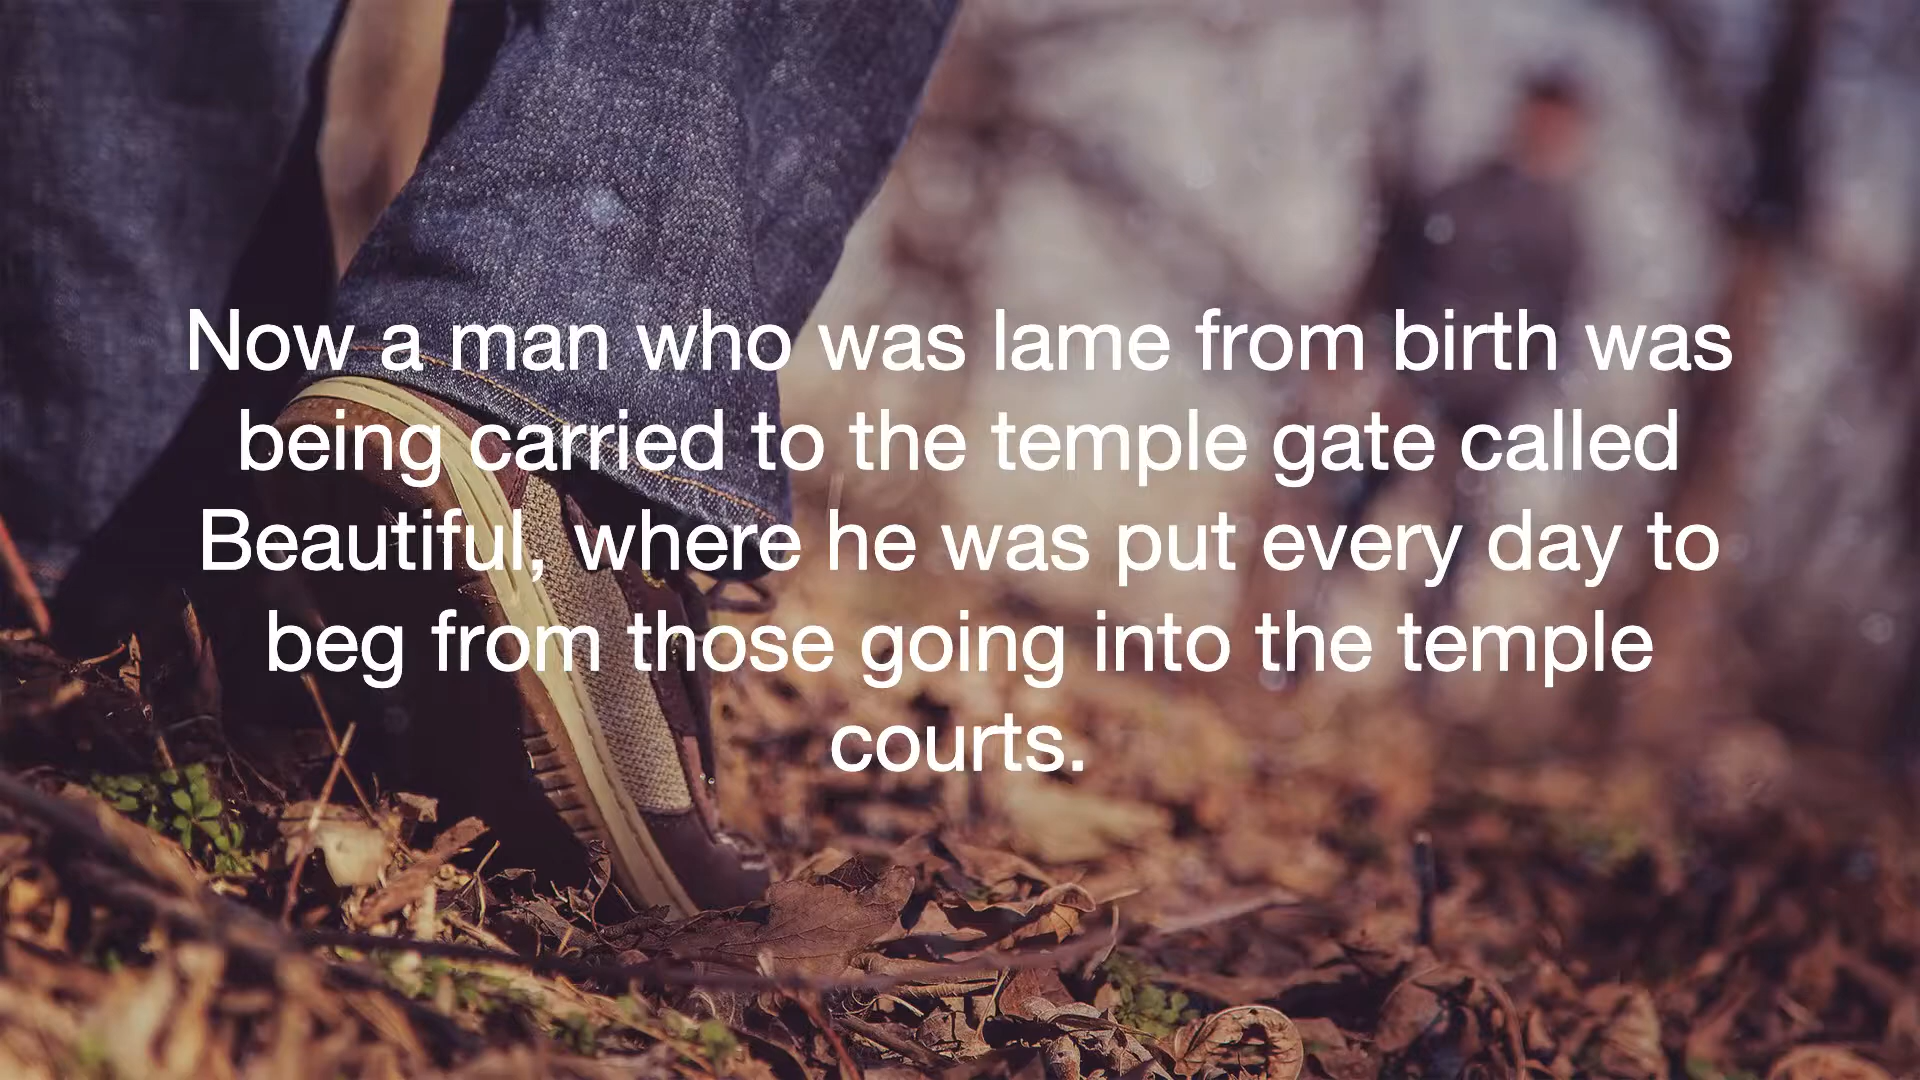 Now a man who was lame from birth was
being carried to the temple gate called
Beautiful, where he was put every day to
beg from those going into the temple
courts.